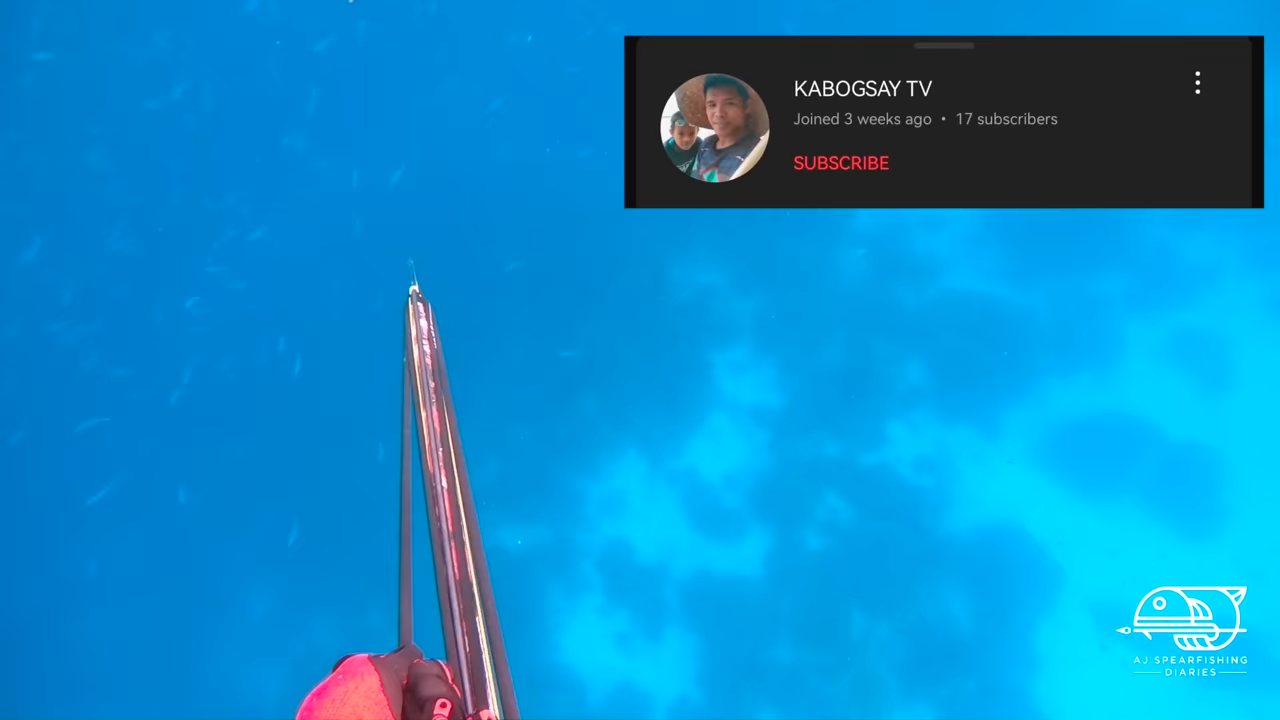 KABOGSAY TV
Joined 3 weeks ago • 17 subscribers
SUBSCRIBE
AJ SPEARFISHING
DIARIES